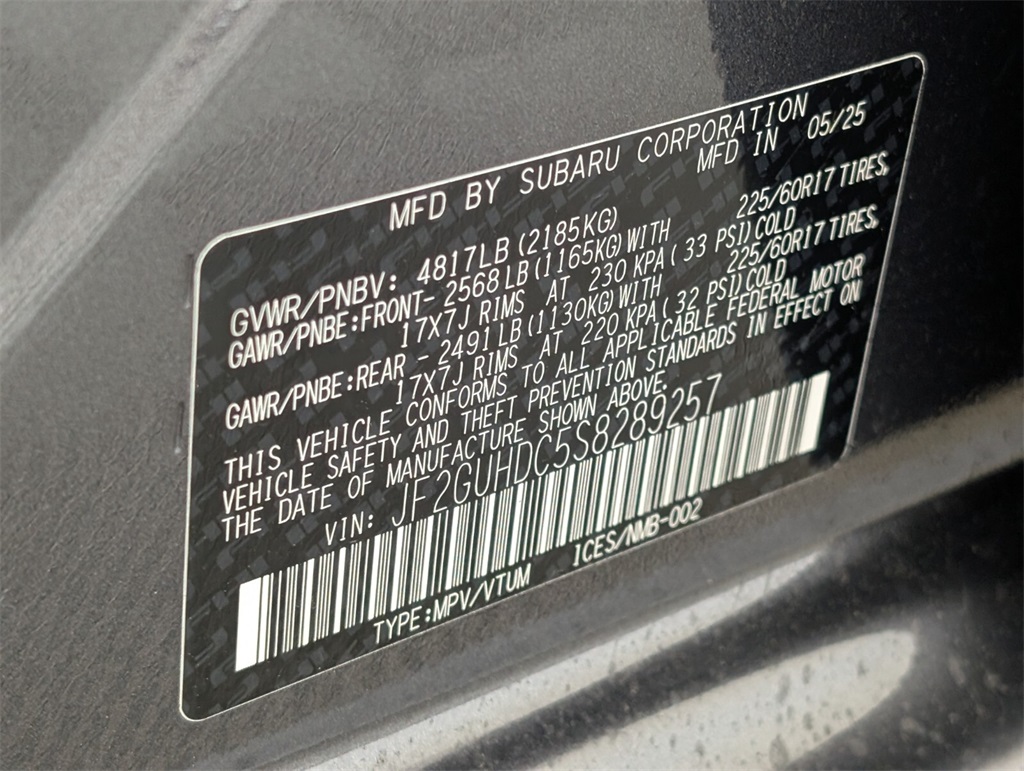 MFD BY SUBARU CORPORATION
MFD IN 05/25
GVWR/PNBV: 4817LB (2185KG)
GAWR/PNBE:FRONT- 2568LB(1165KG)WITH 225/60R17 TIRES,
17X7J RIMS AT 230 KPA( 33 PSI)COLD
GAWR/PNBE:REAR - 2491LB(1130KG)WITH 225/60R17 TIRES,
17X7J RIMS AT 220 KPA(32 PSI)COLD
THIS VEHICLE CONFORMS TO ALL APPLICABLE FEDERAL MOTOR
VEHICLE SAFETY AND THEFT PREVENTION STANDARDS IN EFFECT ON
THE DATE OF MANUFACTURE SHOWN ABOVE.
VIN: JF2GUHDC5S8289257
TYPE:MPV/VTUM ICES/NMB-002